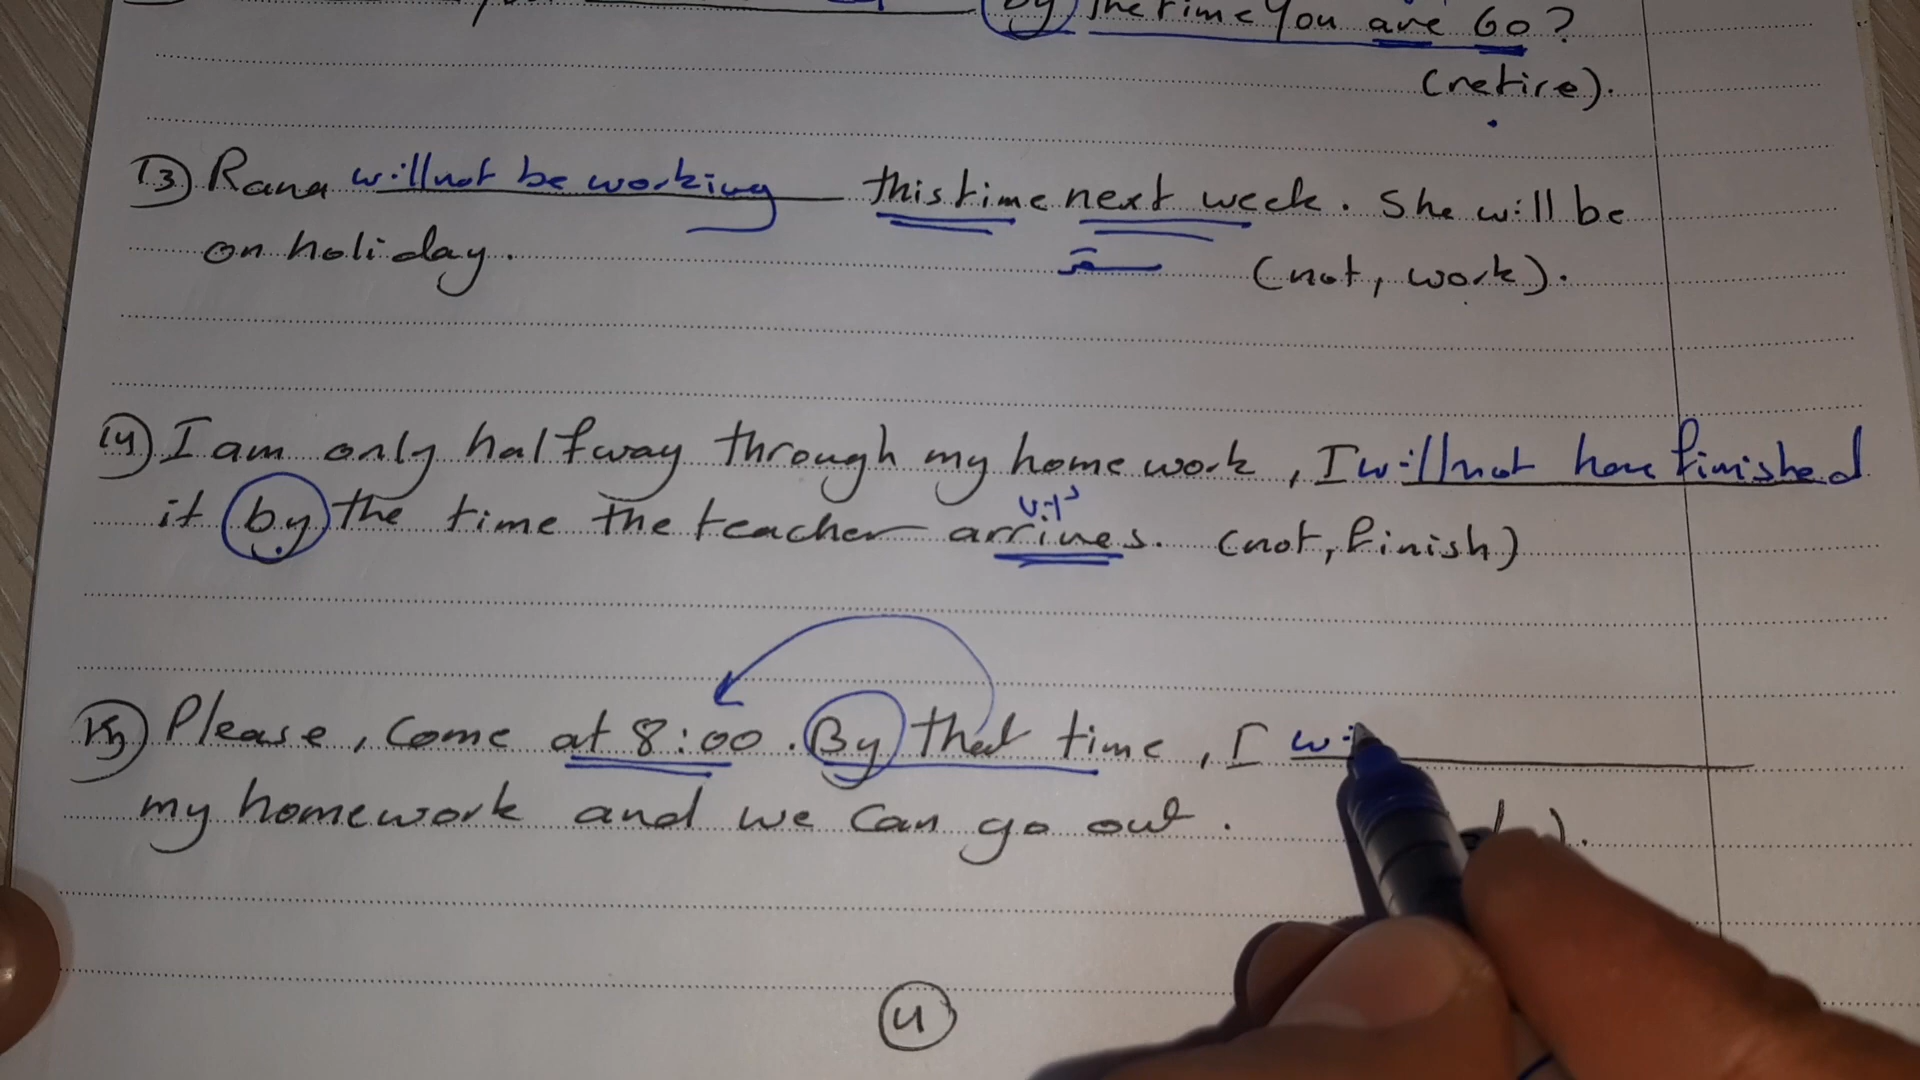 By the time You are 60?
(retire).
13) Rana will not be working this time next week. She will be
on holiday. (not, work).
14) I am only halfway through my homework, I will not have finished
it by the time the teacher arrives. (not, finish)
15) Please, come at 8:00. By that time, I wi
my homework and we can go out.
4